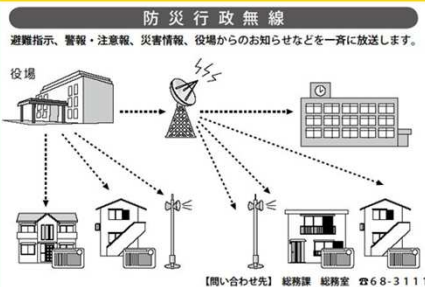 防災行政無線
避難指示、警報・注意報、災害情報、役場からのお知らせなどを一斉に放送します。
役場
【問い合わせ先】 総務課 総務室 ☎68-3111